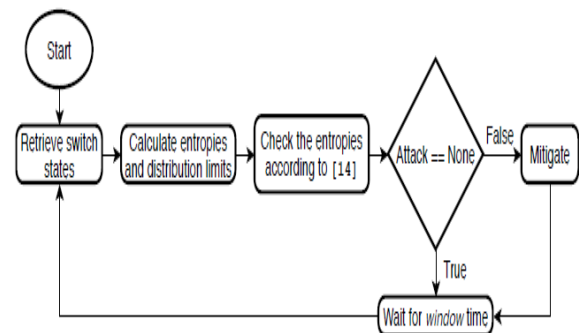 Start
Retrieve switch
states
Calculate entropies
and distribution limits
Check the entropies
according to [14]
Attack == None
False
Mitigate
True
Wait for window time